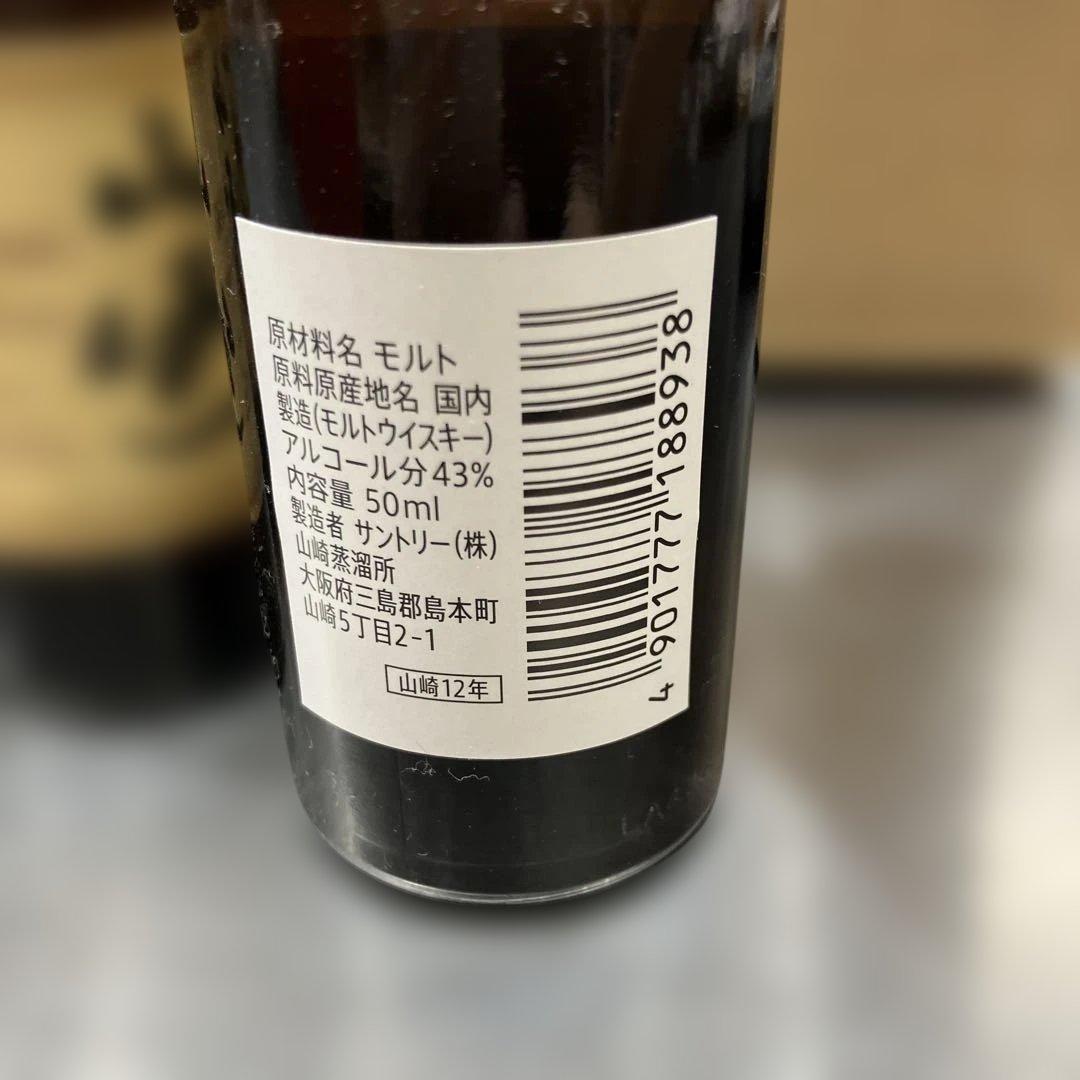 原材料名 モルト
原料原産地名 国内
製造(モルトウイスキー)
アルコール分43%
内容量 50ml
製造者 サントリー(株)
山崎蒸溜所
大阪府三島郡島本町
山崎5丁目2-1
山崎12年
4 901777 188938